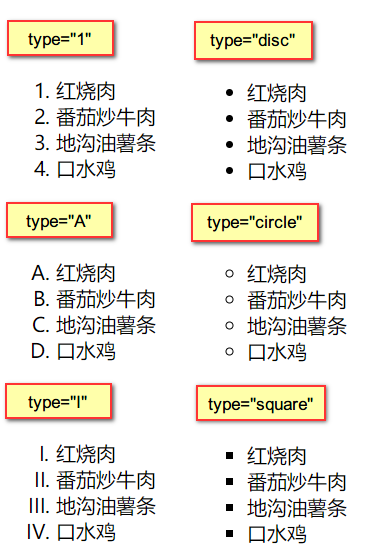 type="1"
1. 红烧肉
2. 番茄炒牛肉
3. 地沟油薯条
4. 口水鸡
type="disc"
• 红烧肉
• 番茄炒牛肉
• 地沟油薯条
• 口水鸡
type="A"
A. 红烧肉
B. 番茄炒牛肉
C. 地沟油薯条
D. 口水鸡
type="circle"
○ 红烧肉
○ 番茄炒牛肉
○ 地沟油薯条
○ 口水鸡
type="I"
I. 红烧肉
II. 番茄炒牛肉
III. 地沟油薯条
IV. 口水鸡
type="square"
▪ 红烧肉
▪ 番茄炒牛肉
▪ 地沟油薯条
▪ 口水鸡